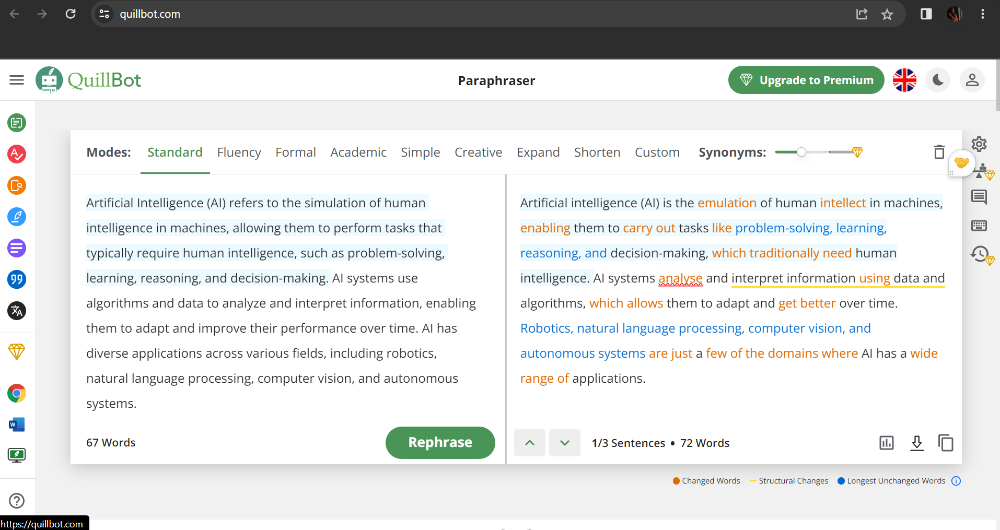 quillbot.com
QuillBot
Paraphraser
Upgrade to Premium
Modes: Standard Fluency Formal Academic Simple Creative Expand Shorten Custom Synonyms:
Artificial Intelligence (AI) refers to the simulation of human
intelligence in machines, allowing them to perform tasks that
typically require human intelligence, such as problem-solving,
learning, reasoning, and decision-making. AI systems use
algorithms and data to analyze and interpret information, enabling
them to adapt and improve their performance over time. AI has
diverse applications across various fields, including robotics,
natural language processing, computer vision, and autonomous
systems.
67 Words
Rephrase
Artificial intelligence (AI) is the emulation of human intellect in machines,
enabling them to carry out tasks like problem-solving, learning,
reasoning, and decision-making, which traditionally need human
intelligence. AI systems analyse and interpret information using data and
algorithms, which allows them to adapt and get better over time.
Robotics, natural language processing, computer vision, and
autonomous systems are just a few of the domains where AI has a wide
range of applications.
1/3 Sentences • 72 Words
Changed Words Structural Changes Longest Unchanged Words
https://quillbot.com